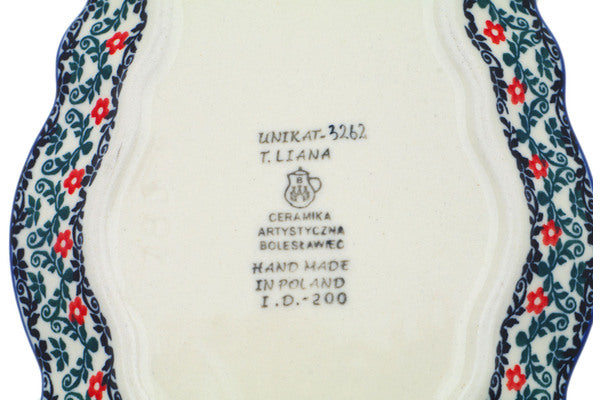 UNIKAT-3262
T. LIANA
B
CERAMIKA
ARTYSTYCZNA
BOLESŁAWIEC
HAND MADE
IN POLAND
I.D.-200